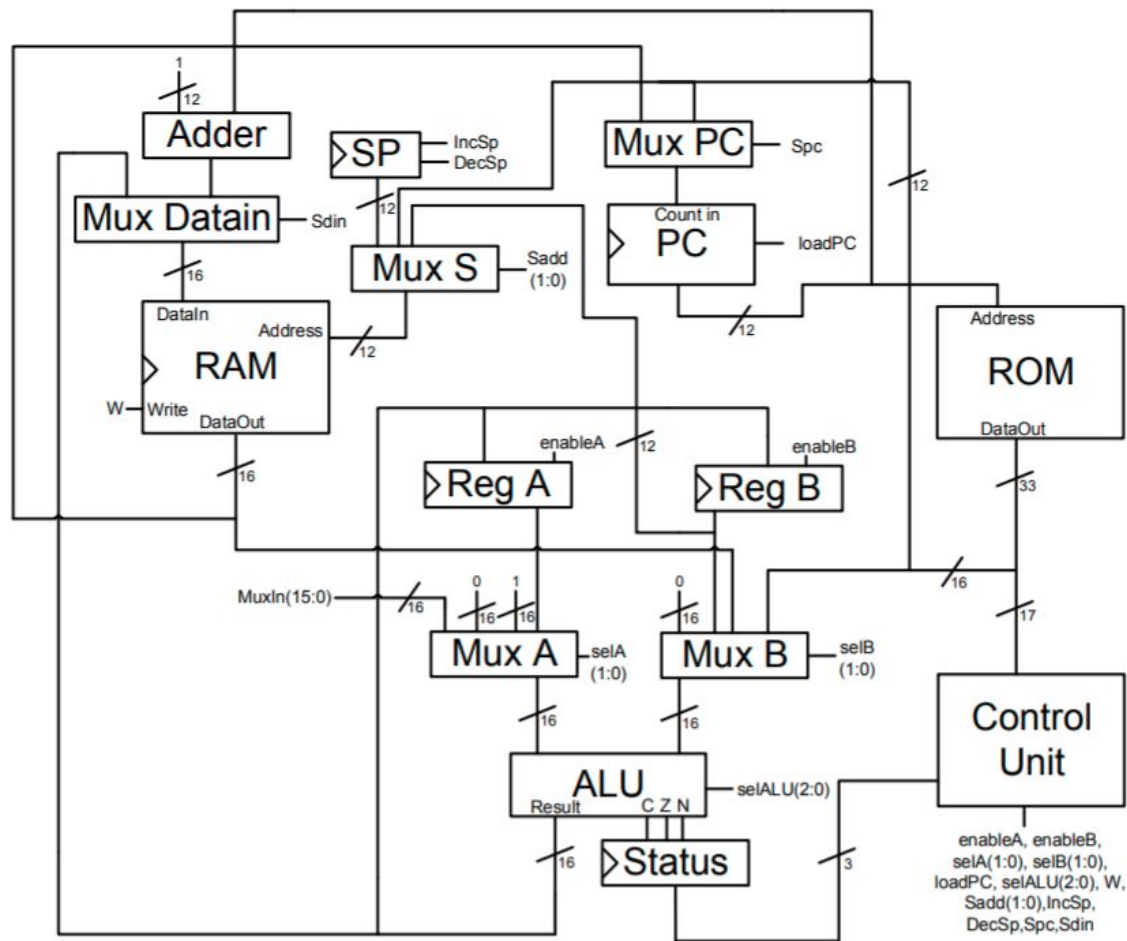 1
12
Adder
SP
IncSp
DecSp
12
Mux PC
Spc
12
Mux Datain
Sdin
16
Mux S
Sadd
(1:0)
Count in
PC
loadPC
12
12
DataIn
Address
RAM
W
Write
DataOut
16
Address
ROM
DataOut
33
enableA
Reg A
12
enableB
Reg B
MuxIn(15:0)
16
0
16
1
16
0
16
16
17
Mux A
selA
(1:0)
Mux B
selB
(1:0)
16
16
Control
Unit
ALU
Result
C Z N
selALU(2:0)
16
Status
3
enableA, enableB,
selA(1:0), selB(1:0),
loadPC, selALU(2:0), W,
Sadd(1:0),IncSp,
DecSp,Spc,Sdin